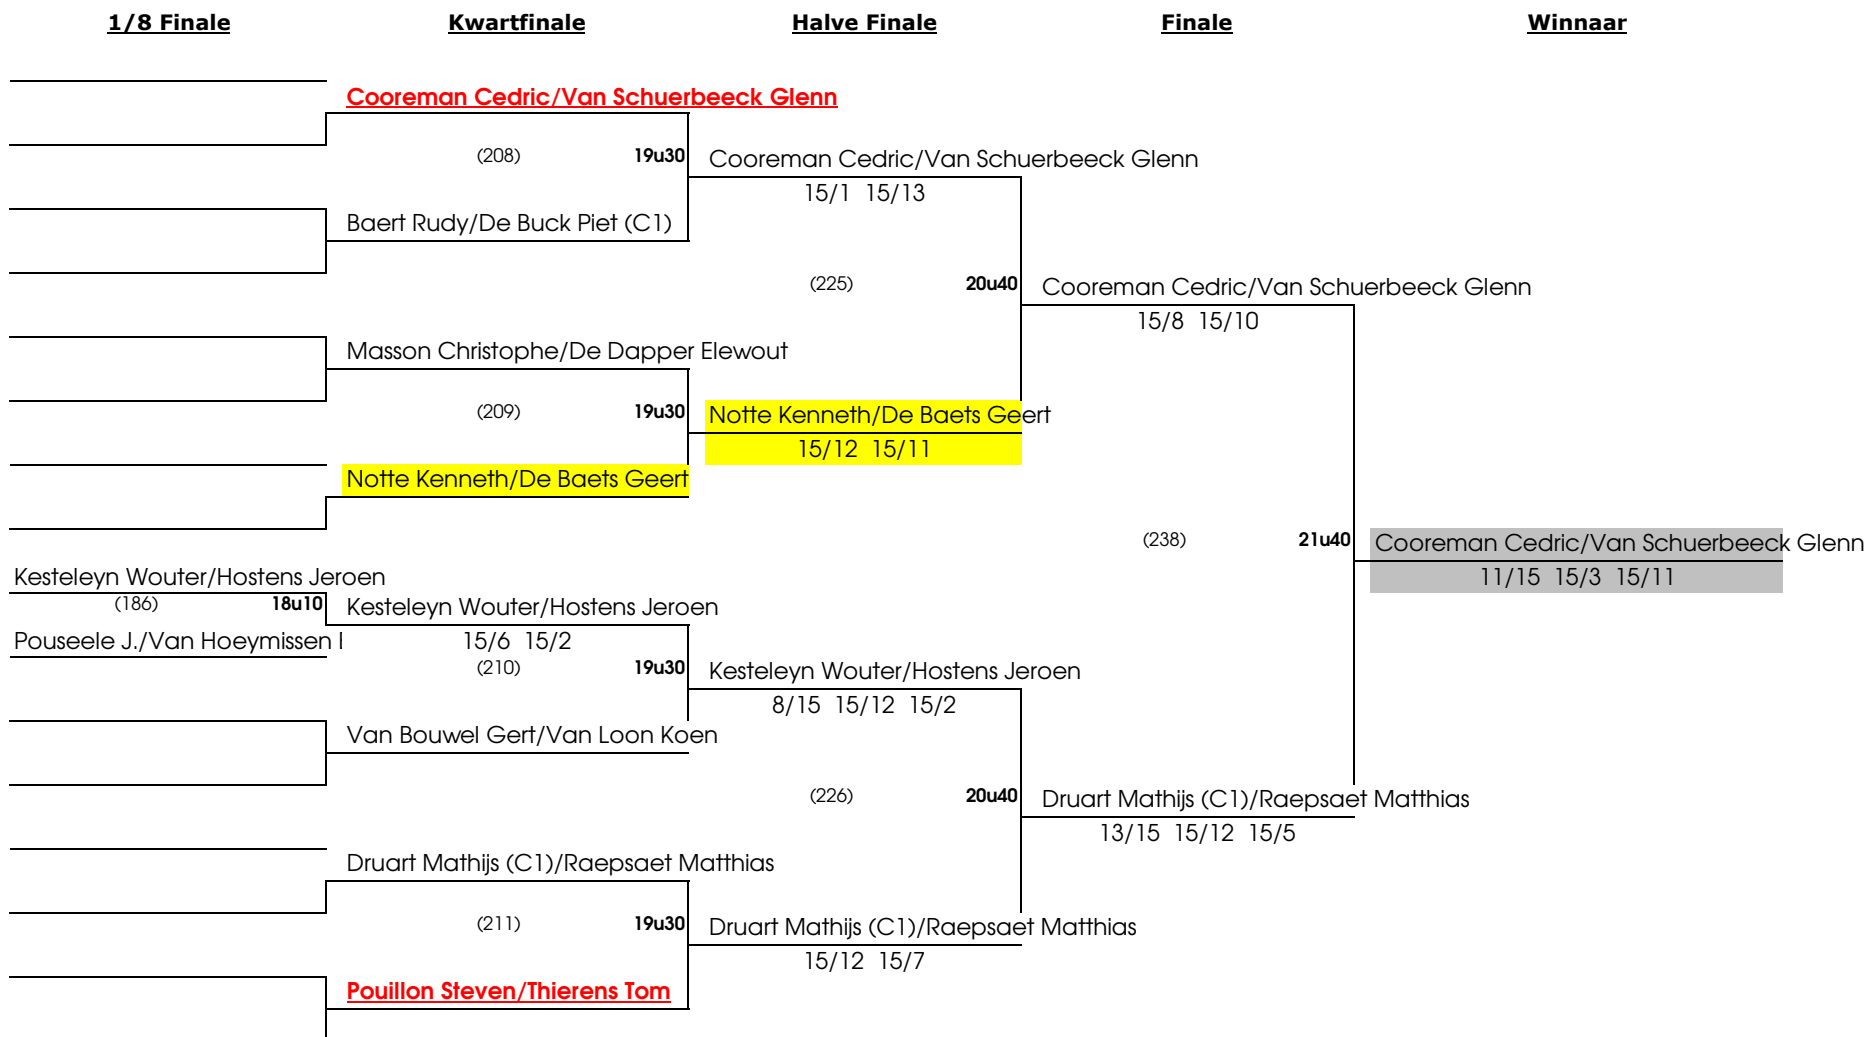 1/8 Finale Kwartfinale Halve Finale Finale Winnaar
Cooreman Cedric/Van Schuerbeeck Glenn
(208) 19u30 Cooreman Cedric/Van Schuerbeeck Glenn
15/1 15/13
Baert Rudy/De Buck Piet (C1)
(225) 20u40 Cooreman Cedric/Van Schuerbeeck Glenn
15/8 15/10
Masson Christophe/De Dapper Elewout
(209) 19u30 Notte Kenneth/De Baets Geert
15/12 15/11
Notte Kenneth/De Baets Geert
(238) 21u40 Cooreman Cedric/Van Schuerbeeck Glenn
Kesteleyn Wouter/Hostens Jeroen 11/15 15/3 15/11
(186) 18u10 Kesteleyn Wouter/Hostens Jeroen
Pouseele J./Van Hoeymissen 15/6 15/2
(210) 19u30 Kesteleyn Wouter/Hostens Jeroen
8/15 15/12 15/2
Van Bouwel Gert/Van Loon Koen
(226) 20u40 Druart Mathijs (C1)/Raepsaet Matthias
13/15 15/12 15/5
Druart Mathijs (C1)/Raepsaet Matthias
(211) 19u30 Druart Mathijs (C1)/Raepsaet Matthias
15/12 15/7
Pouillon Steven/Thierens Tom